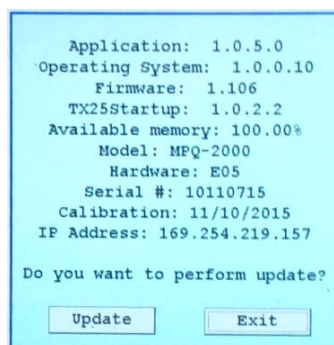 Application: 1.0.5.0
Operating System: 1.0.0.10
Firmware: 1.106
TX25Startup: 1.0.2.2
Available memory: 100.00%
Model: MPQ-2000
Hardware: E05
Serial #: 10110715
Calibration: 11/10/2015
IP Address: 169.254.219.157
Do you want to perform update?
Update
Exit